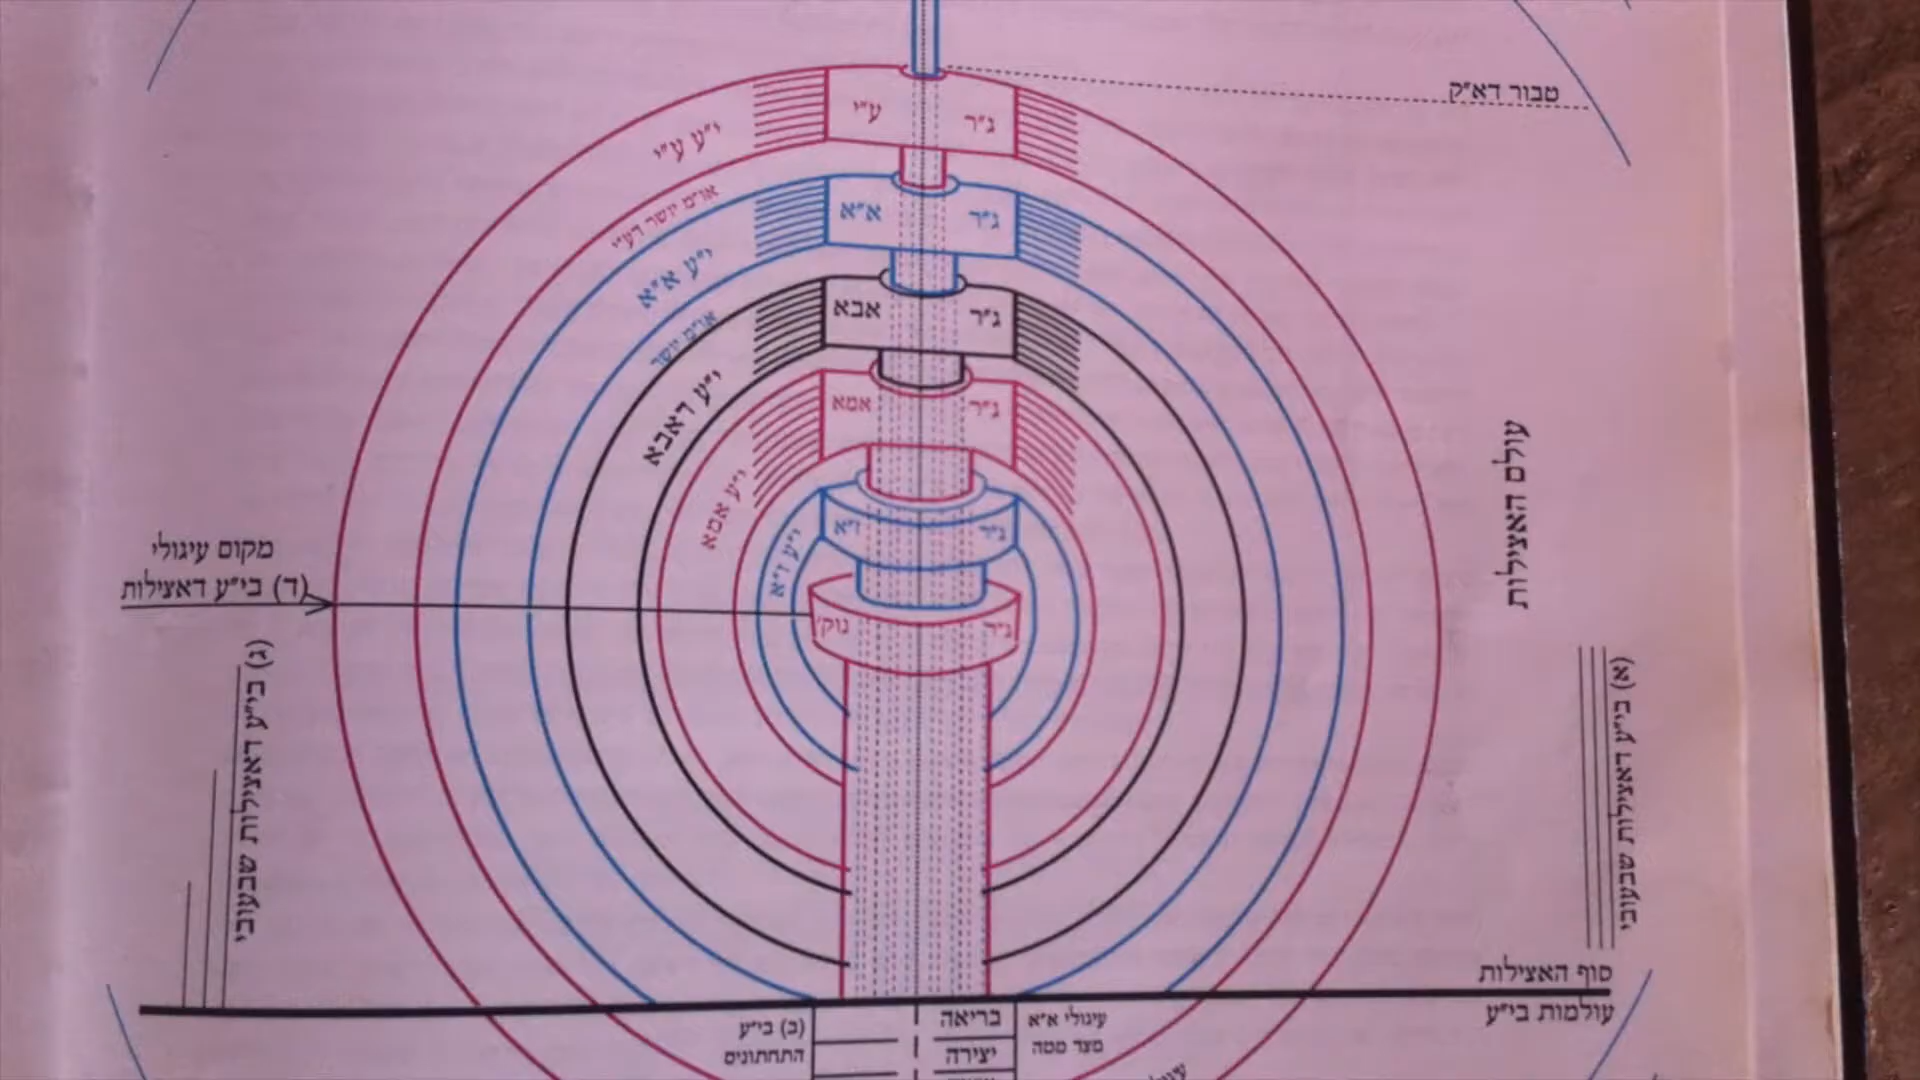 טבור דא"ק
ג"ר ע"י
י"ע ע"י
או"מ יושר דע"י
ג"ר א"א
י"ע א"א
או"מ יושר
ג"ר אבא
י"ע דאבא
ג"ר אמא
י"ע אמא
ג"ר ז"א
י"ע ז"א
ג"ר נוק'
עולם האצילות
מקום עיגולי
(ד) בי"ע דאצילות
(ג) בי"ע דאצילות שבעובי
(א) בי"ע דאצילות שבעובי
סוף האצילות
עולמות בי"ע
עיגולי א"א
מצד מטה
בריאה
יצירה
(ב) בי"ע
התחתונים